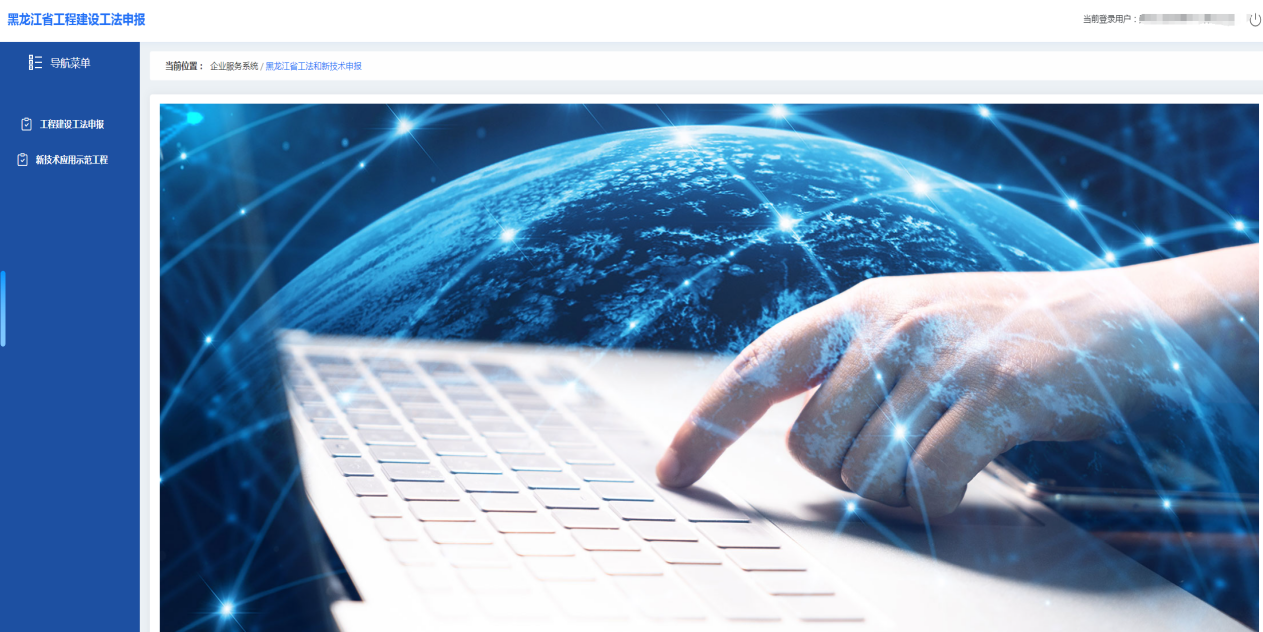 黑龙江省工程建设工法申报
当前登录用户：
导航菜单
当前位置： 企业服务系统 / 黑龙江省工法和新技术申报
工程建设工法申报
新技术应用示范工程